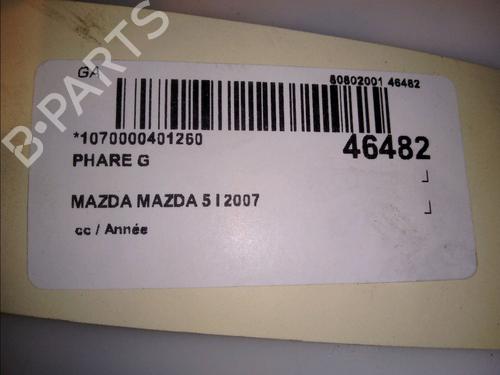 GA
80802001 46482
*1070000401260
46482
PHARE G
MAZDA MAZDA 5 I 2007
cc / Année
B-PARTS